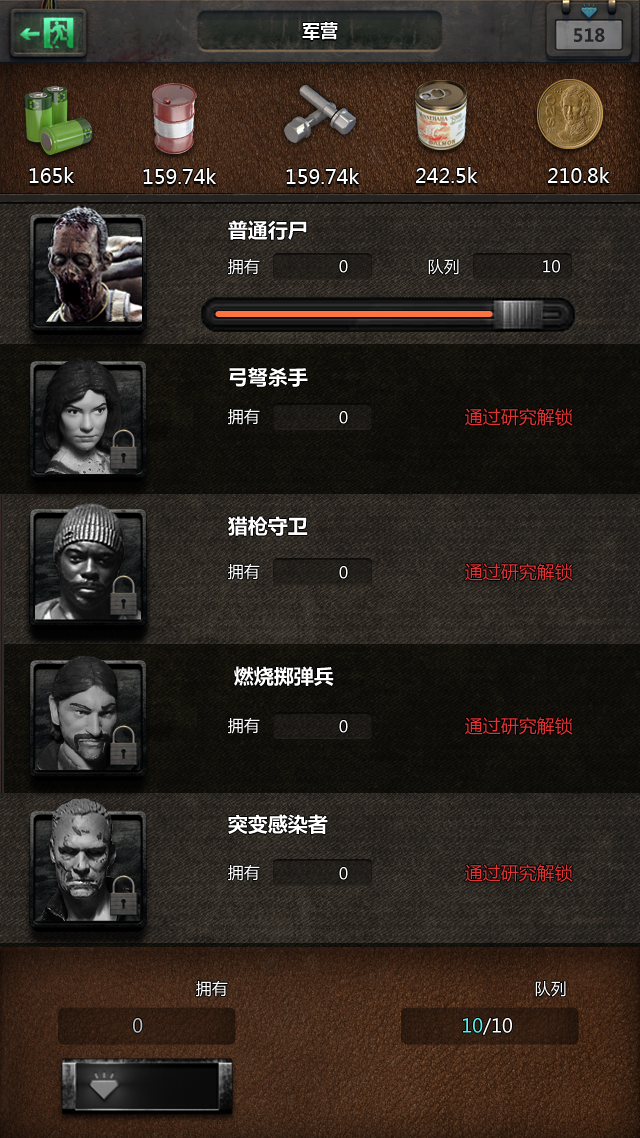 军营
518
165k
159.74k
159.74k
242.5k
210.8k
普通行尸
拥有 0 队列 10
弓弩杀手
拥有 0 通过研究解锁
猎枪守卫
拥有 0 通过研究解锁
燃烧掷弹兵
拥有 0 通过研究解锁
突变感染者
拥有 0 通过研究解锁
拥有 队列
0 10/10